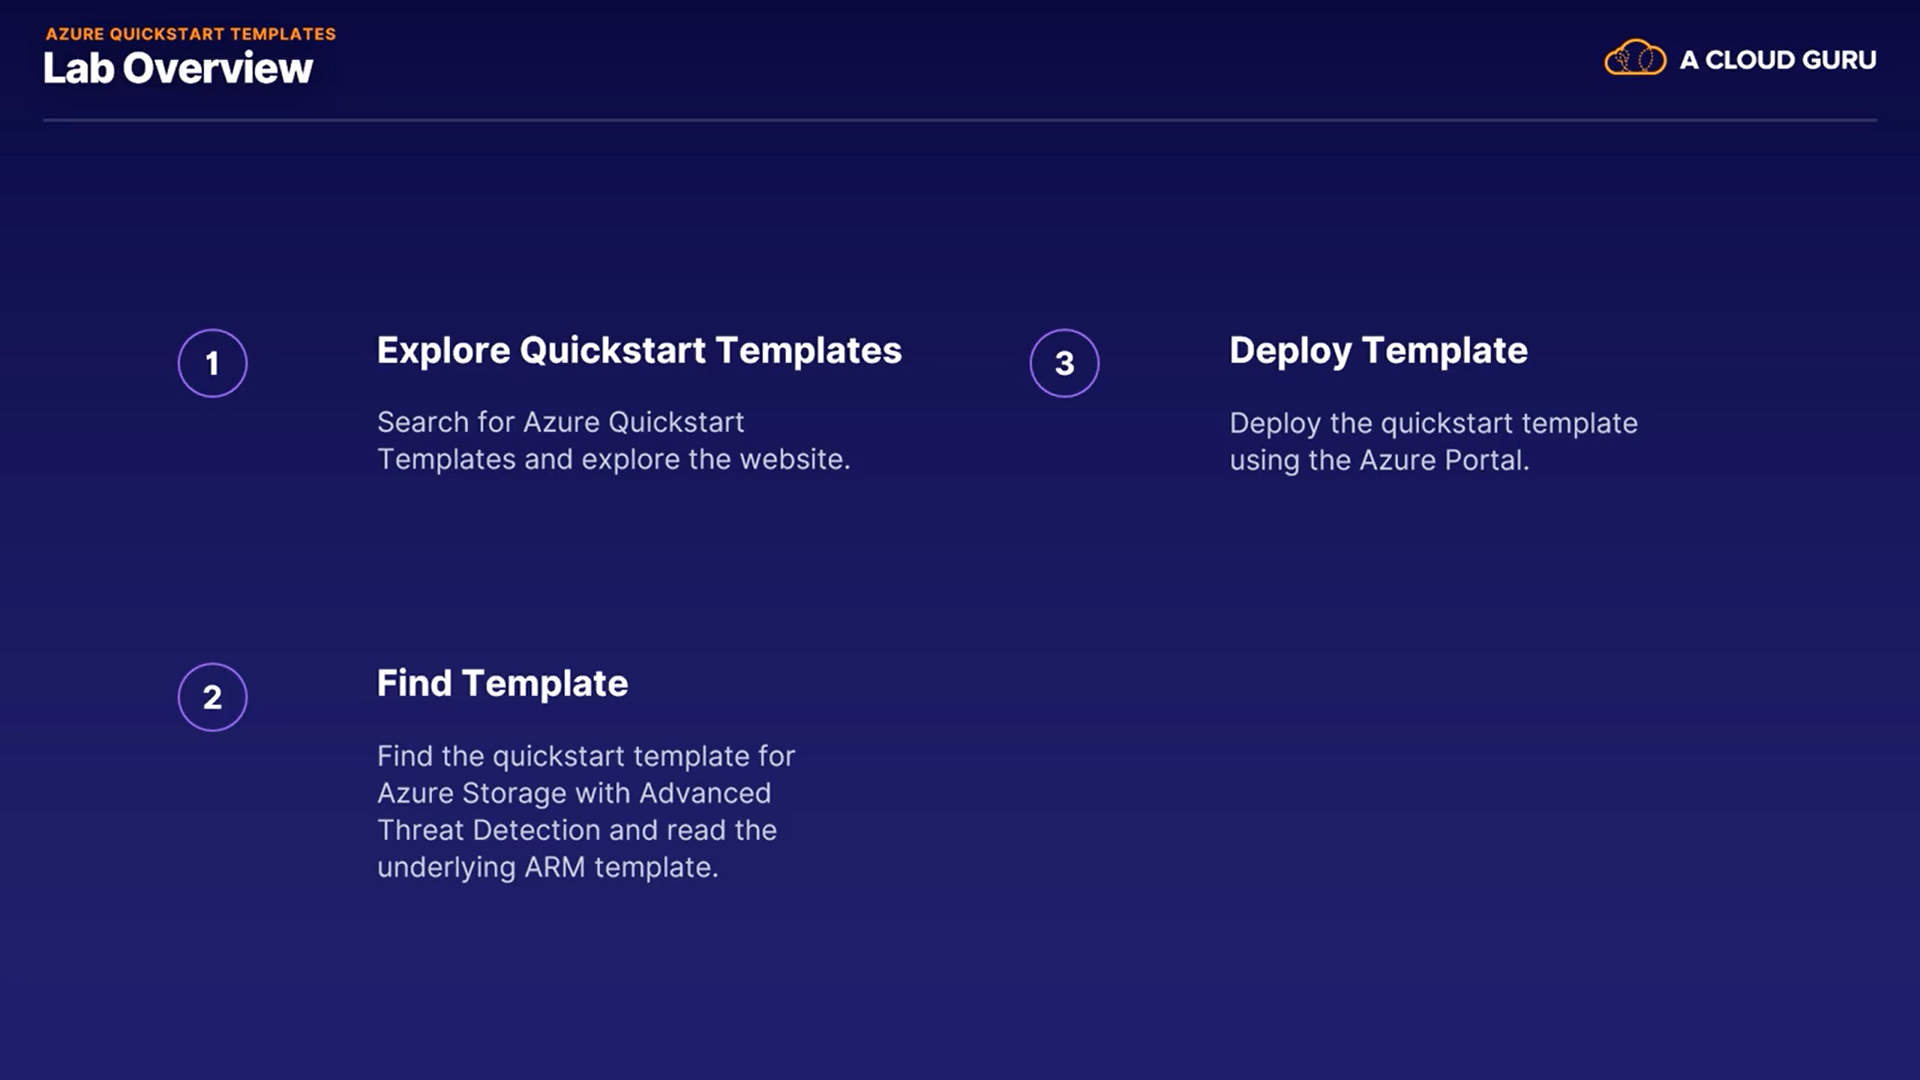 AZURE QUICKSTART TEMPLATES
Lab Overview
A CLOUD GURU
1
Explore Quickstart Templates
Search for Azure Quickstart
Templates and explore the website.
2
Find Template
Find the quickstart template for
Azure Storage with Advanced
Threat Detection and read the
underlying ARM template.
3
Deploy Template
Deploy the quickstart template
using the Azure Portal.